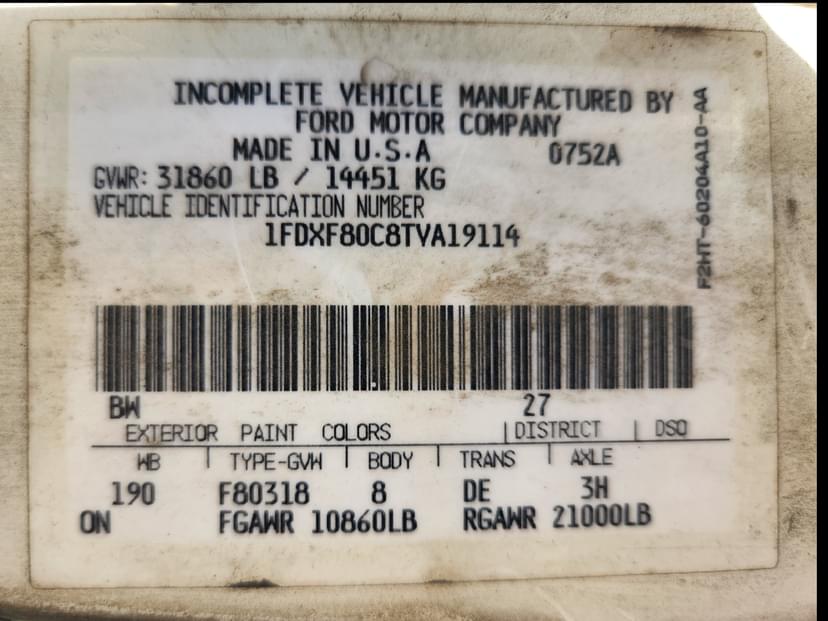 INCOMPLETE VEHICLE MANUFACTURED BY
FORD MOTOR COMPANY
MADE IN U.S.A 0752A
GVWR: 31860 LB / 14451 KG
VEHICLE IDENTIFICATION NUMBER
1FDXF80C8TVA19114
F2HT-60204A10-AA
BW 27
EXTERIOR PAINT COLORS | DISTRICT | DSO
WB | TYPE-GVW | BODY | TRANS | AXLE
190 F80318 8 DE 3H
ON FGAWR 10860LB RGAWR 21000LB